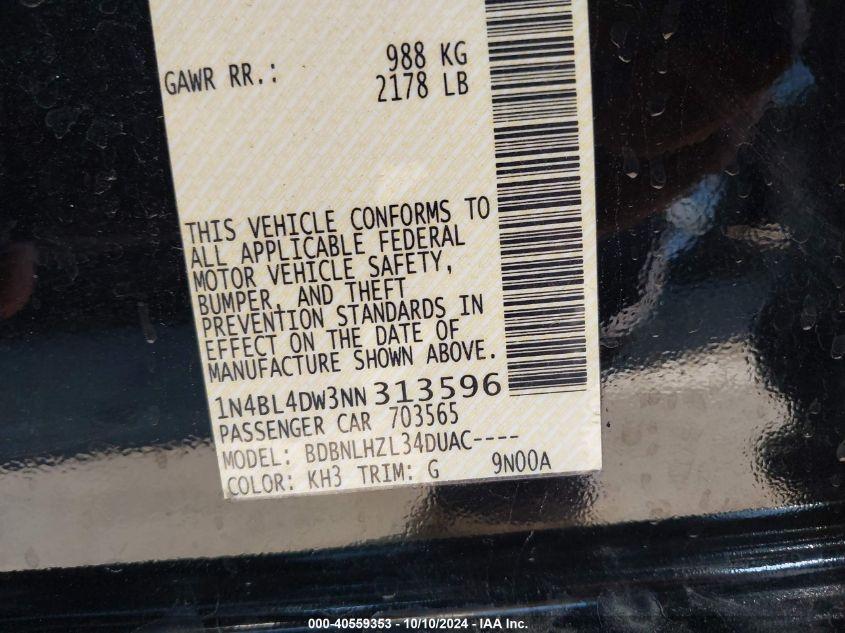 GAWR RR.: 988 KG
2178 LB
THIS VEHICLE CONFORMS TO
ALL APPLICABLE FEDERAL
MOTOR VEHICLE SAFETY,
BUMPER, AND THEFT
PREVENTION STANDARDS IN
EFFECT ON THE DATE OF
MANUFACTURE SHOWN ABOVE.
1N4BL4DW3NN313596
PASSENGER CAR 703565
MODEL: BDBNLHZL34DUAC----
COLOR: KH3 TRIM: G 9N00A
000-40559353 - 10/10/2024 - IAA Inc.